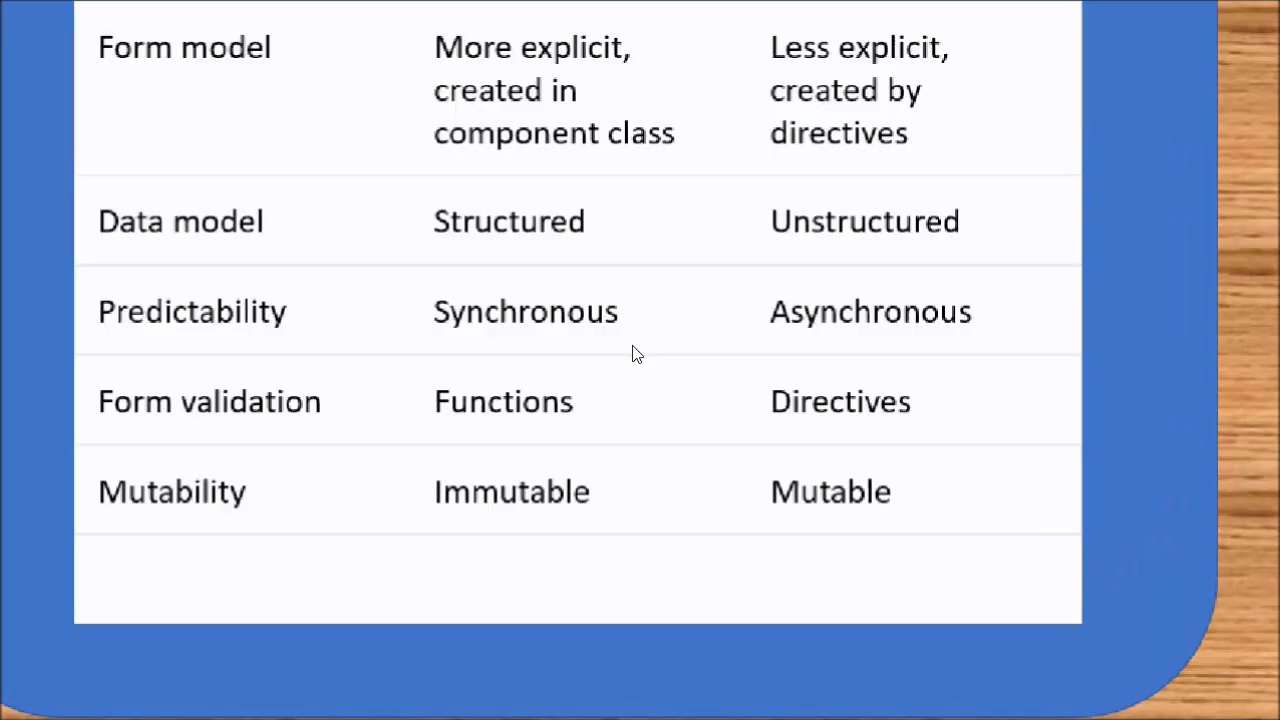 Form model
More explicit,
created in
component class
Less explicit,
created by
directives
Data model
Structured
Unstructured
Predictability
Synchronous
Asynchronous
Form validation
Functions
Directives
Mutability
Immutable
Mutable